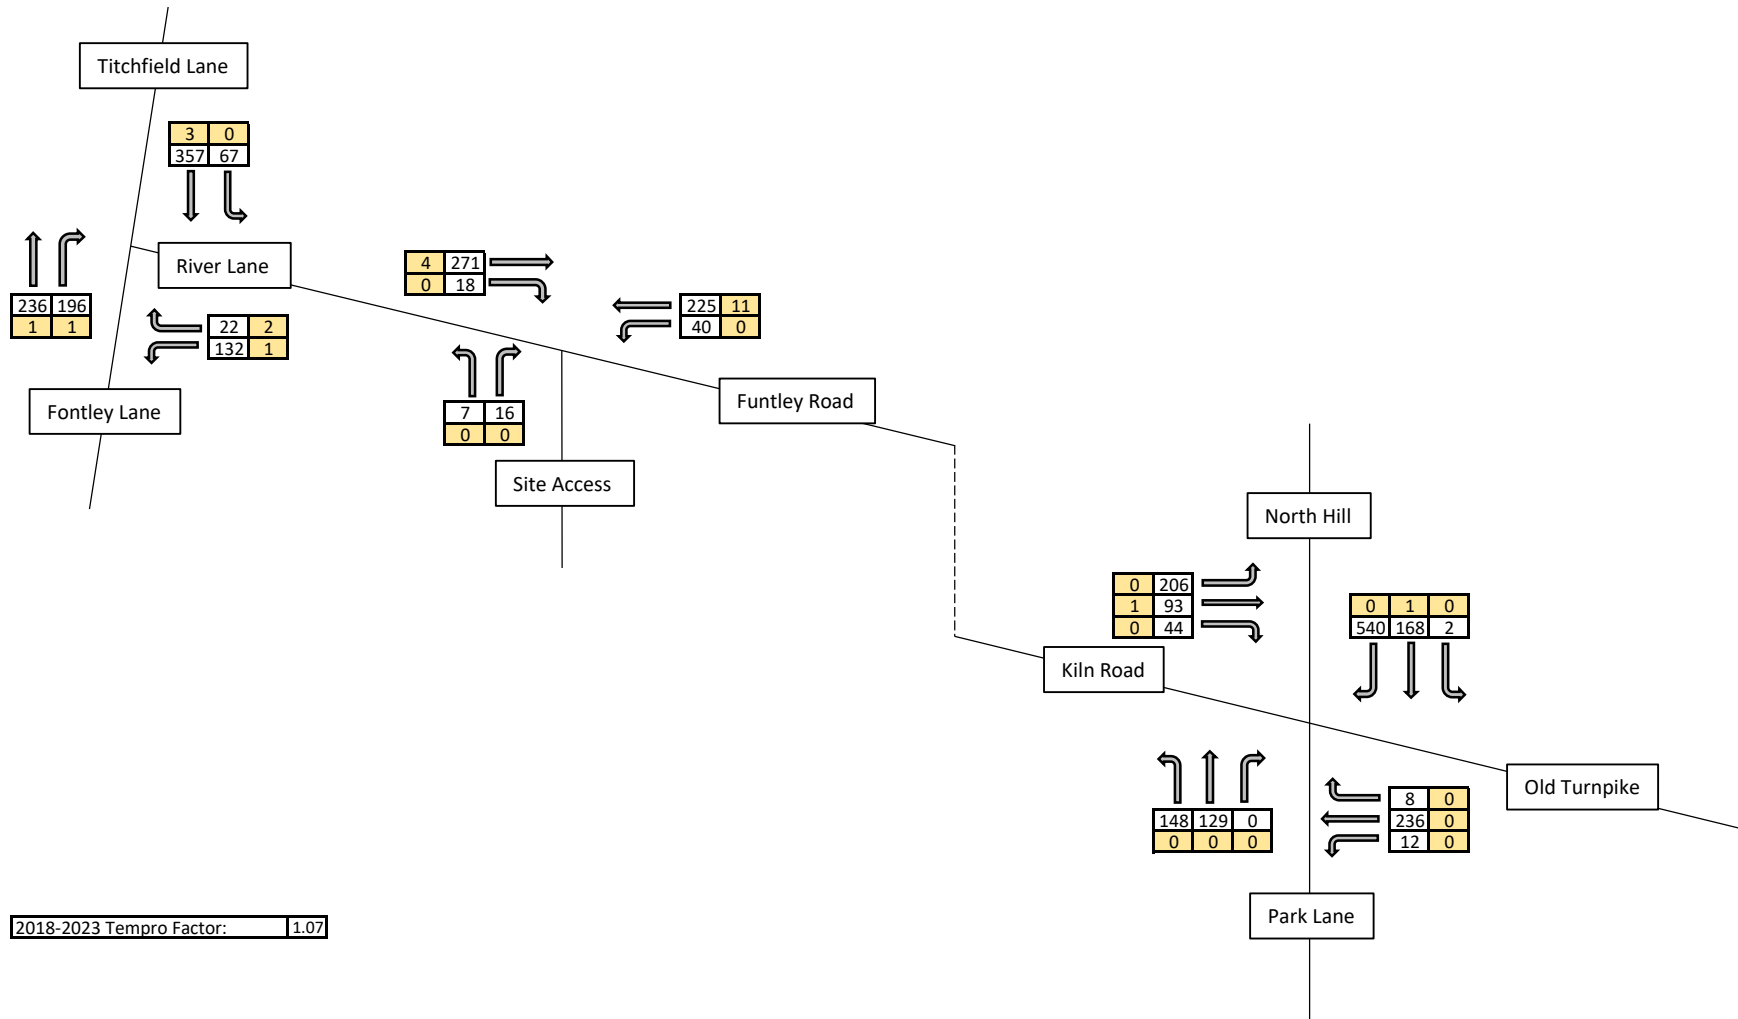 Titchfield Lane
3 0
357 67
River Lane
236 196
1 1
22 2
132 1
Fontley Lane
4 271
0 18
225 11
40 0
7 16
0 0
Funtley Road
Site Access
North Hill
0 206
1 93
0 44
0 1 0
540 168 2
Kiln Road
Old Turnpike
148 129 0
0 0 0
8 0
236 0
12 0
Park Lane
2018-2023 Tempro Factor: 1.07